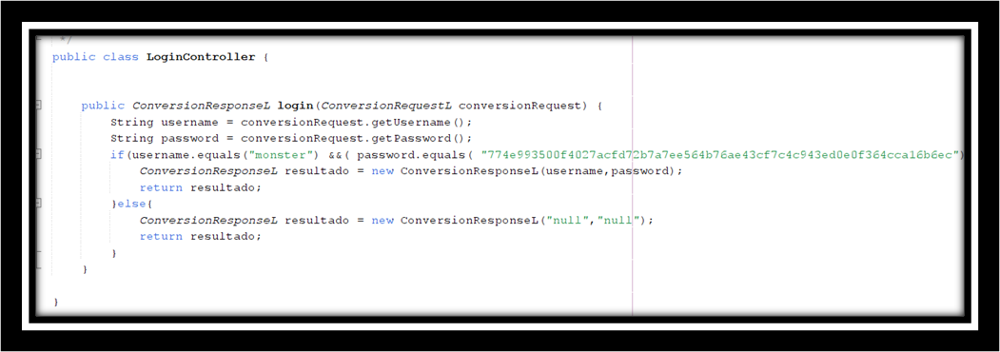 */
public class LoginController {
public ConversionResponseL login(ConversionRequestL conversionRequest) {
String username = conversionRequest.getUsername();
String password = conversionRequest.getPassword();
if(username.equals("monster") &&( password.equals( "774e993500f4027acfd72b7a7ee564b76ae43cf7c4c943ed0e0f364cca16b6ec")
ConversionResponseL resultado = new ConversionResponseL(username,password);
return resultado;
}else{
ConversionResponseL resultado = new ConversionResponseL("null","null");
return resultado;
}
}
}